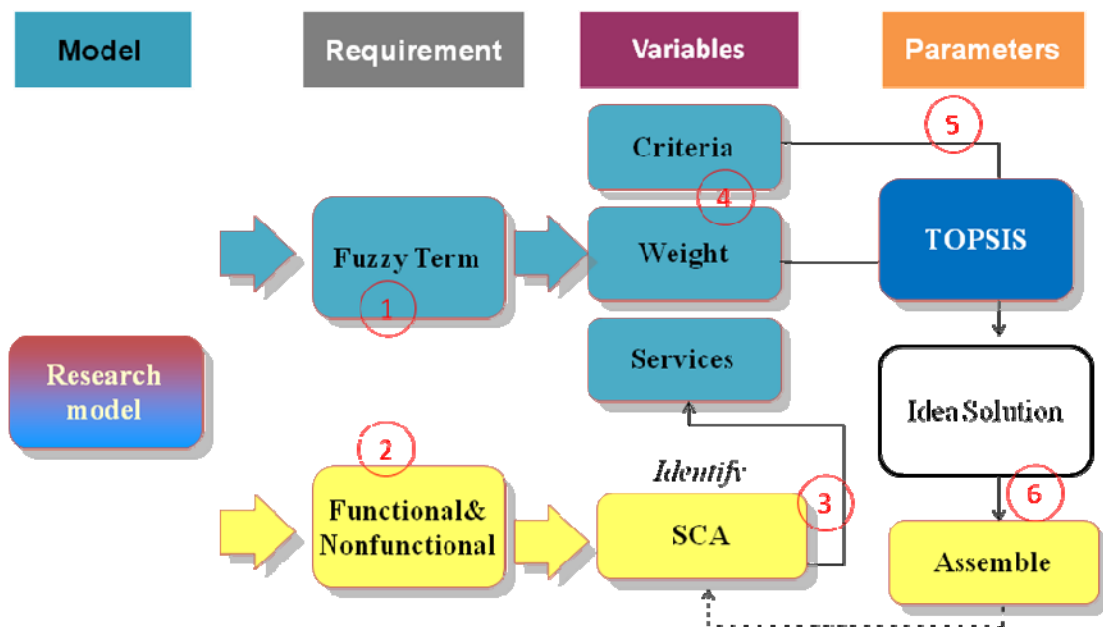 Model
Requirement
Variables
Parameters
Criteria
5
4
TOPSIS
Fuzzy Term
Weight
1
Services
Research
model
Idea Solution
2
Identify
3
6
Functional&
Nonfunctional
SCA
Assemble